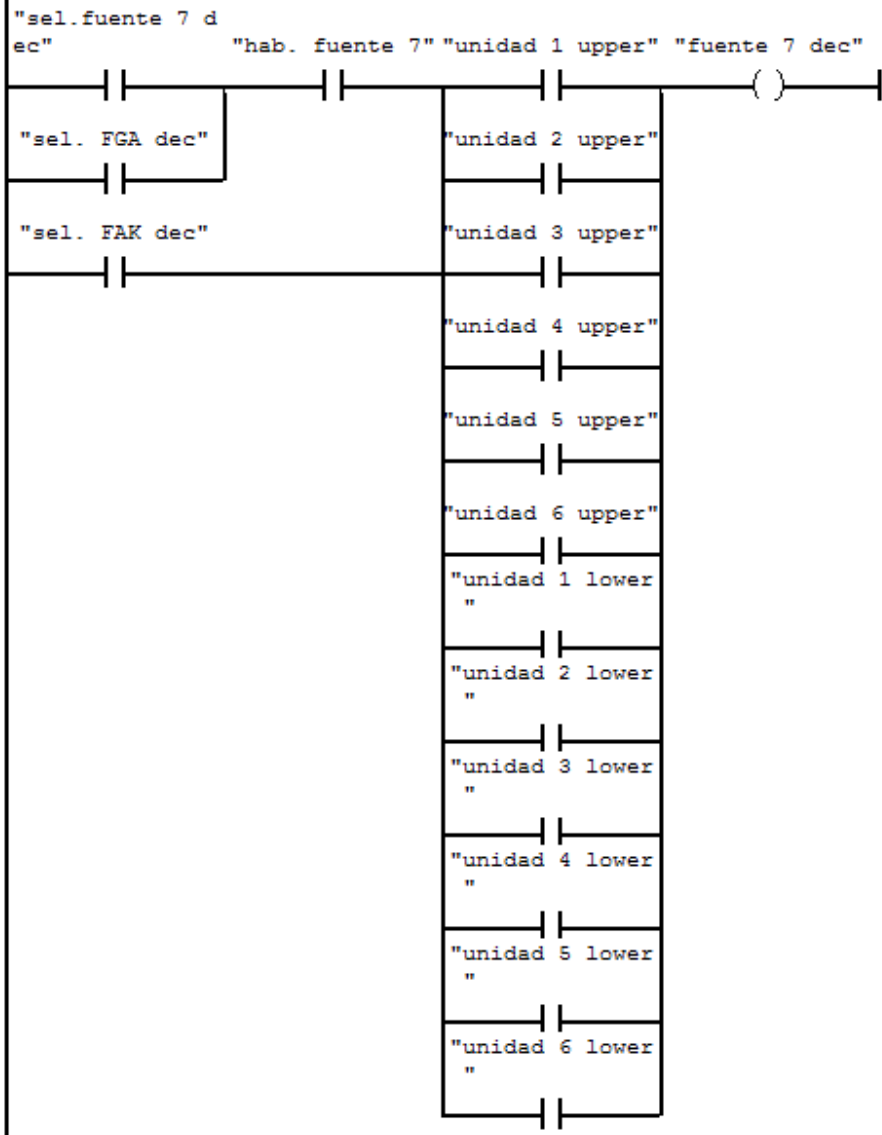 "sel.fuente 7 d
ec"
"hab. fuente 7"
"unidad 1 upper"
"fuente 7 dec"
"sel. FGA dec"
"unidad 2 upper"
"sel. FAK dec"
"unidad 3 upper"
"unidad 4 upper"
"unidad 5 upper"
"unidad 6 upper"
"unidad 1 lower
"
"unidad 2 lower
"
"unidad 3 lower
"
"unidad 4 lower
"
"unidad 5 lower
"
"unidad 6 lower
"